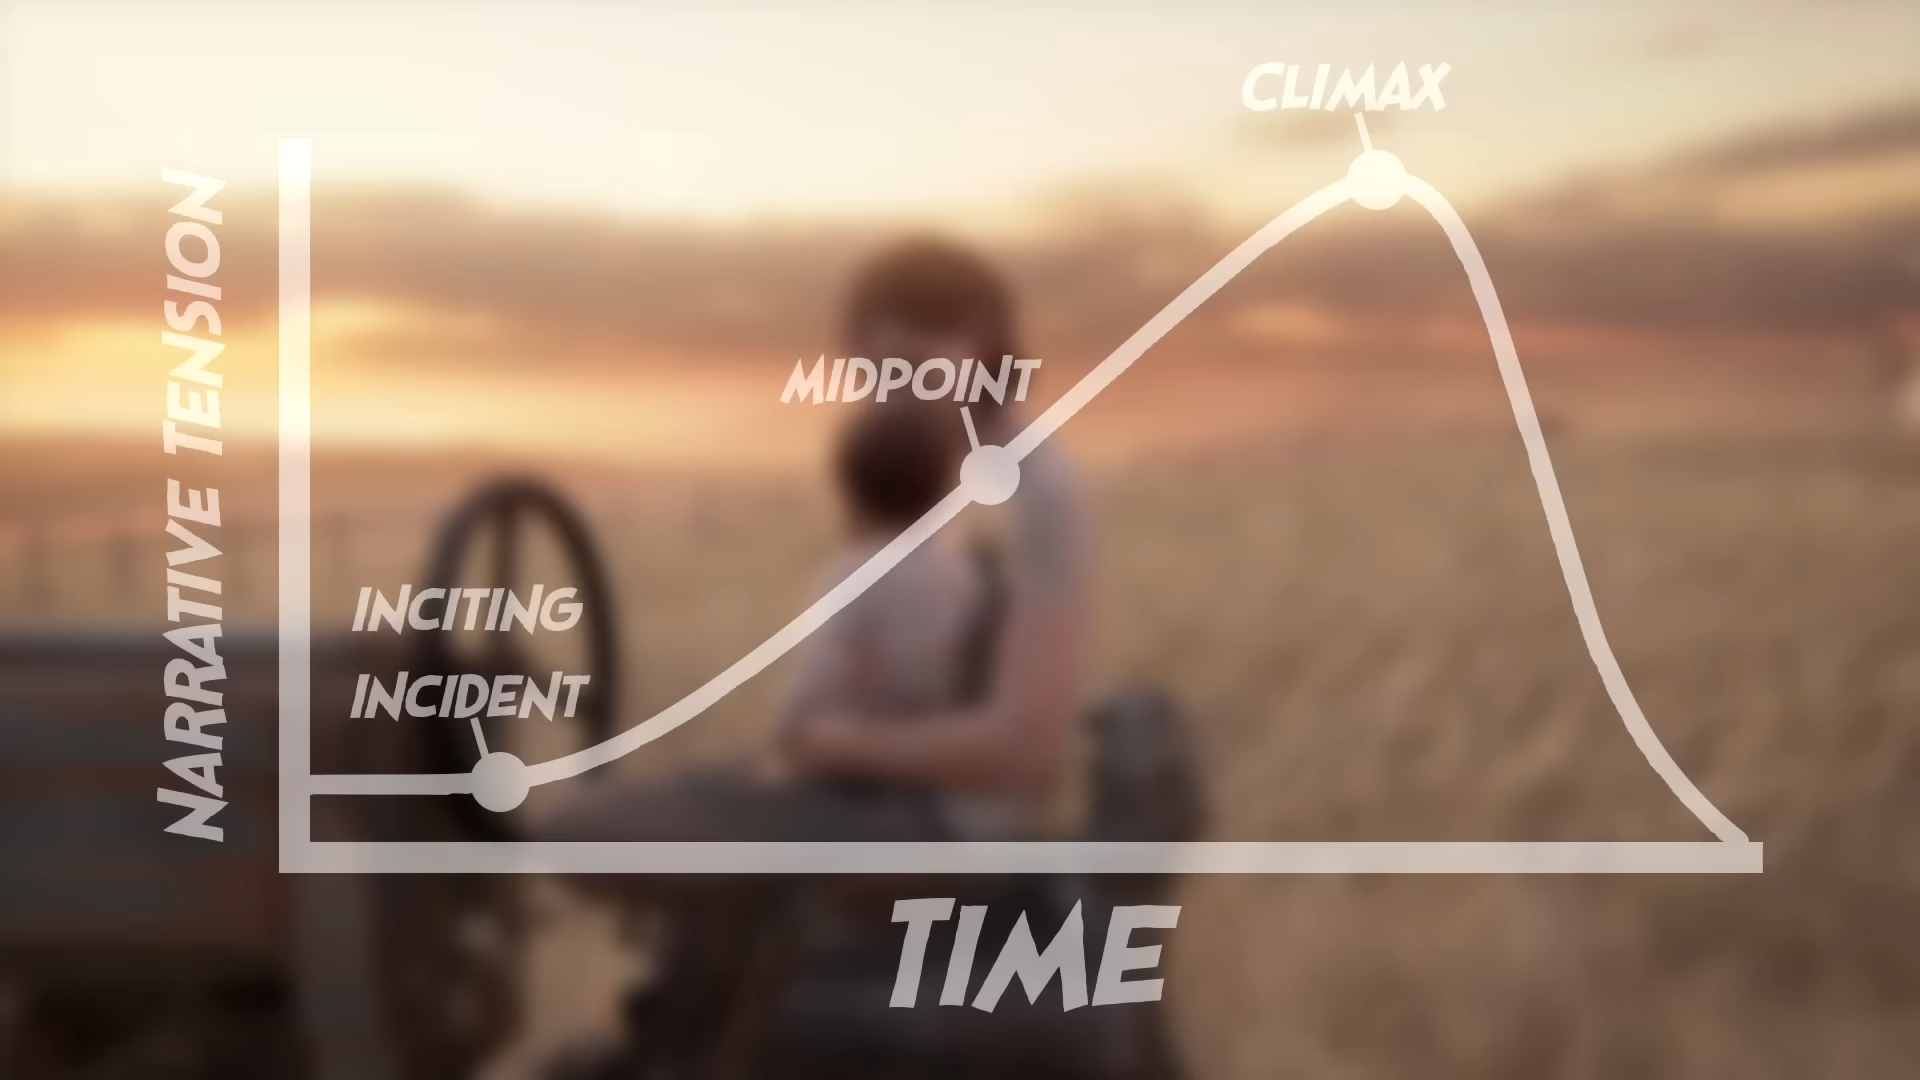 CLIMAX
NARRATIVE TENSION
MIDPOINT
INCITING
INCIDENT
TIME